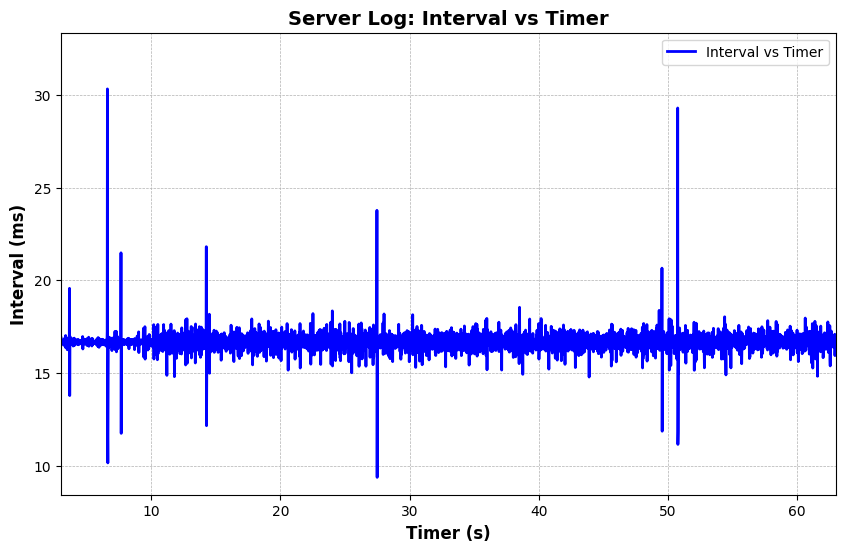 Server Log: Interval vs Timer
Interval vs Timer
30
25
20
15
10
Interval (ms)
10 20 30 40 50 60
Timer (s)